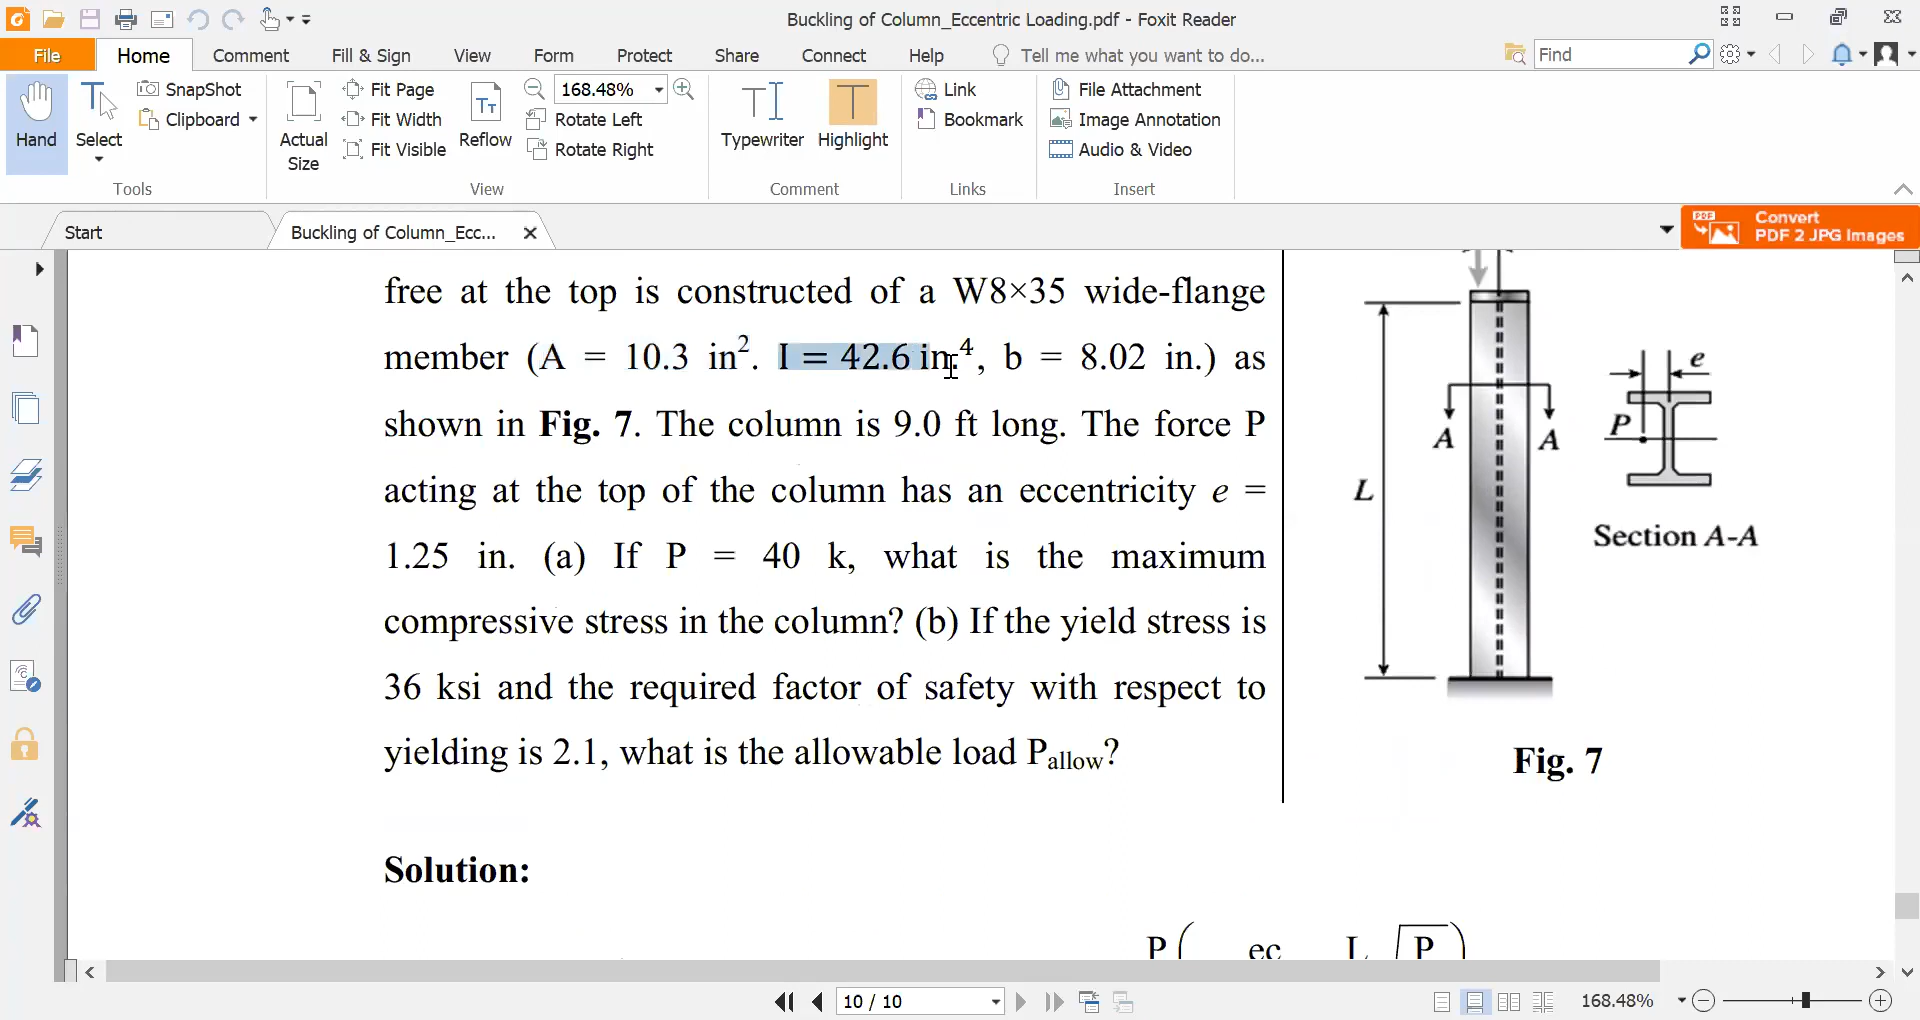 Buckling of Column_Eccentric Loading.pdf - Foxit Reader
File Home Comment Fill & Sign View Form Protect Share Connect Help Tell me what you want to do... Find
Hand
Select
SnapShot
Clipboard
Tools
Actual Size
Fit Page
Fit Width
Fit Visible
Reflow
168.48%
Rotate Left
Rotate Right
View
Typewriter
Highlight
Comment
Link
Bookmark
Links
File Attachment
Image Annotation
Audio & Video
Insert
Start
Buckling of Column_Ecc...
PDF
Convert
PDF 2 JPG Images
free at the top is constructed of a W8×35 wide-flange
member (A = 10.3 in². I = 42.6 in.⁴, b = 8.02 in.) as
shown in Fig. 7. The column is 9.0 ft long. The force P
acting at the top of the column has an eccentricity e =
1.25 in. (a) If P = 40 k, what is the maximum
compressive stress in the column? (b) If the yield stress is
36 ksi and the required factor of safety with respect to
yielding is 2.1, what is the allowable load Pallow?
L
A
A
P
e
Section A-A
Fig. 7
Solution:
P ( ec L √P )
10 / 10
168.48%